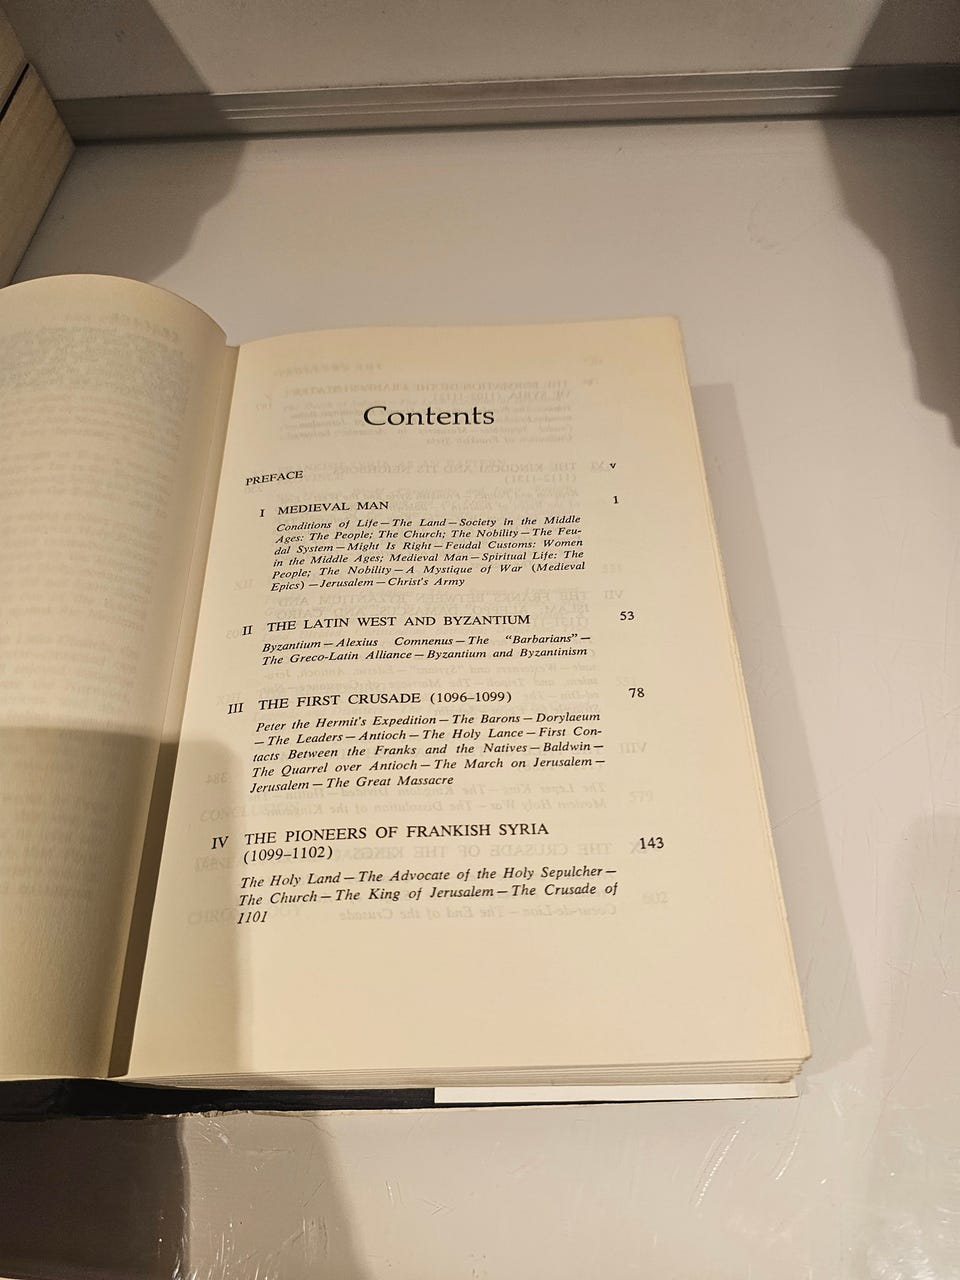 Contents
PREFACE v
I MEDIEVAL MAN 1
Conditions of Life—The Land—Society in the Middle
Ages: The People; The Church; The Nobility—The Feu-
dal System—Might Is Right—Feudal Customs: Women
in the Middle Ages; Medieval Man—Spiritual Life: The
People; The Nobility—A Mystique of War (Medieval
Epics)—Jerusalem—Christ's Army
II THE LATIN WEST AND BYZANTIUM 53
Byzantium—Alexius Comnenus—The "Barbarians"—
The Greco-Latin Alliance—Byzantium and Byzantinism
III THE FIRST CRUSADE (1096–1099) 78
Peter the Hermit's Expedition—The Barons—Dorylaeum
—The Leaders—Antioch—The Holy Lance—First Con-
tacts Between the Franks and the Natives—Baldwin—
The Quarrel over Antioch—The March on Jerusalem—
Jerusalem—The Great Massacre
IV THE PIONEERS OF FRANKISH SYRIA
(1099–1102) 143
The Holy Land—The Advocate of the Holy Sepulcher—
The Church—The King of Jerusalem—The Crusade of
1101